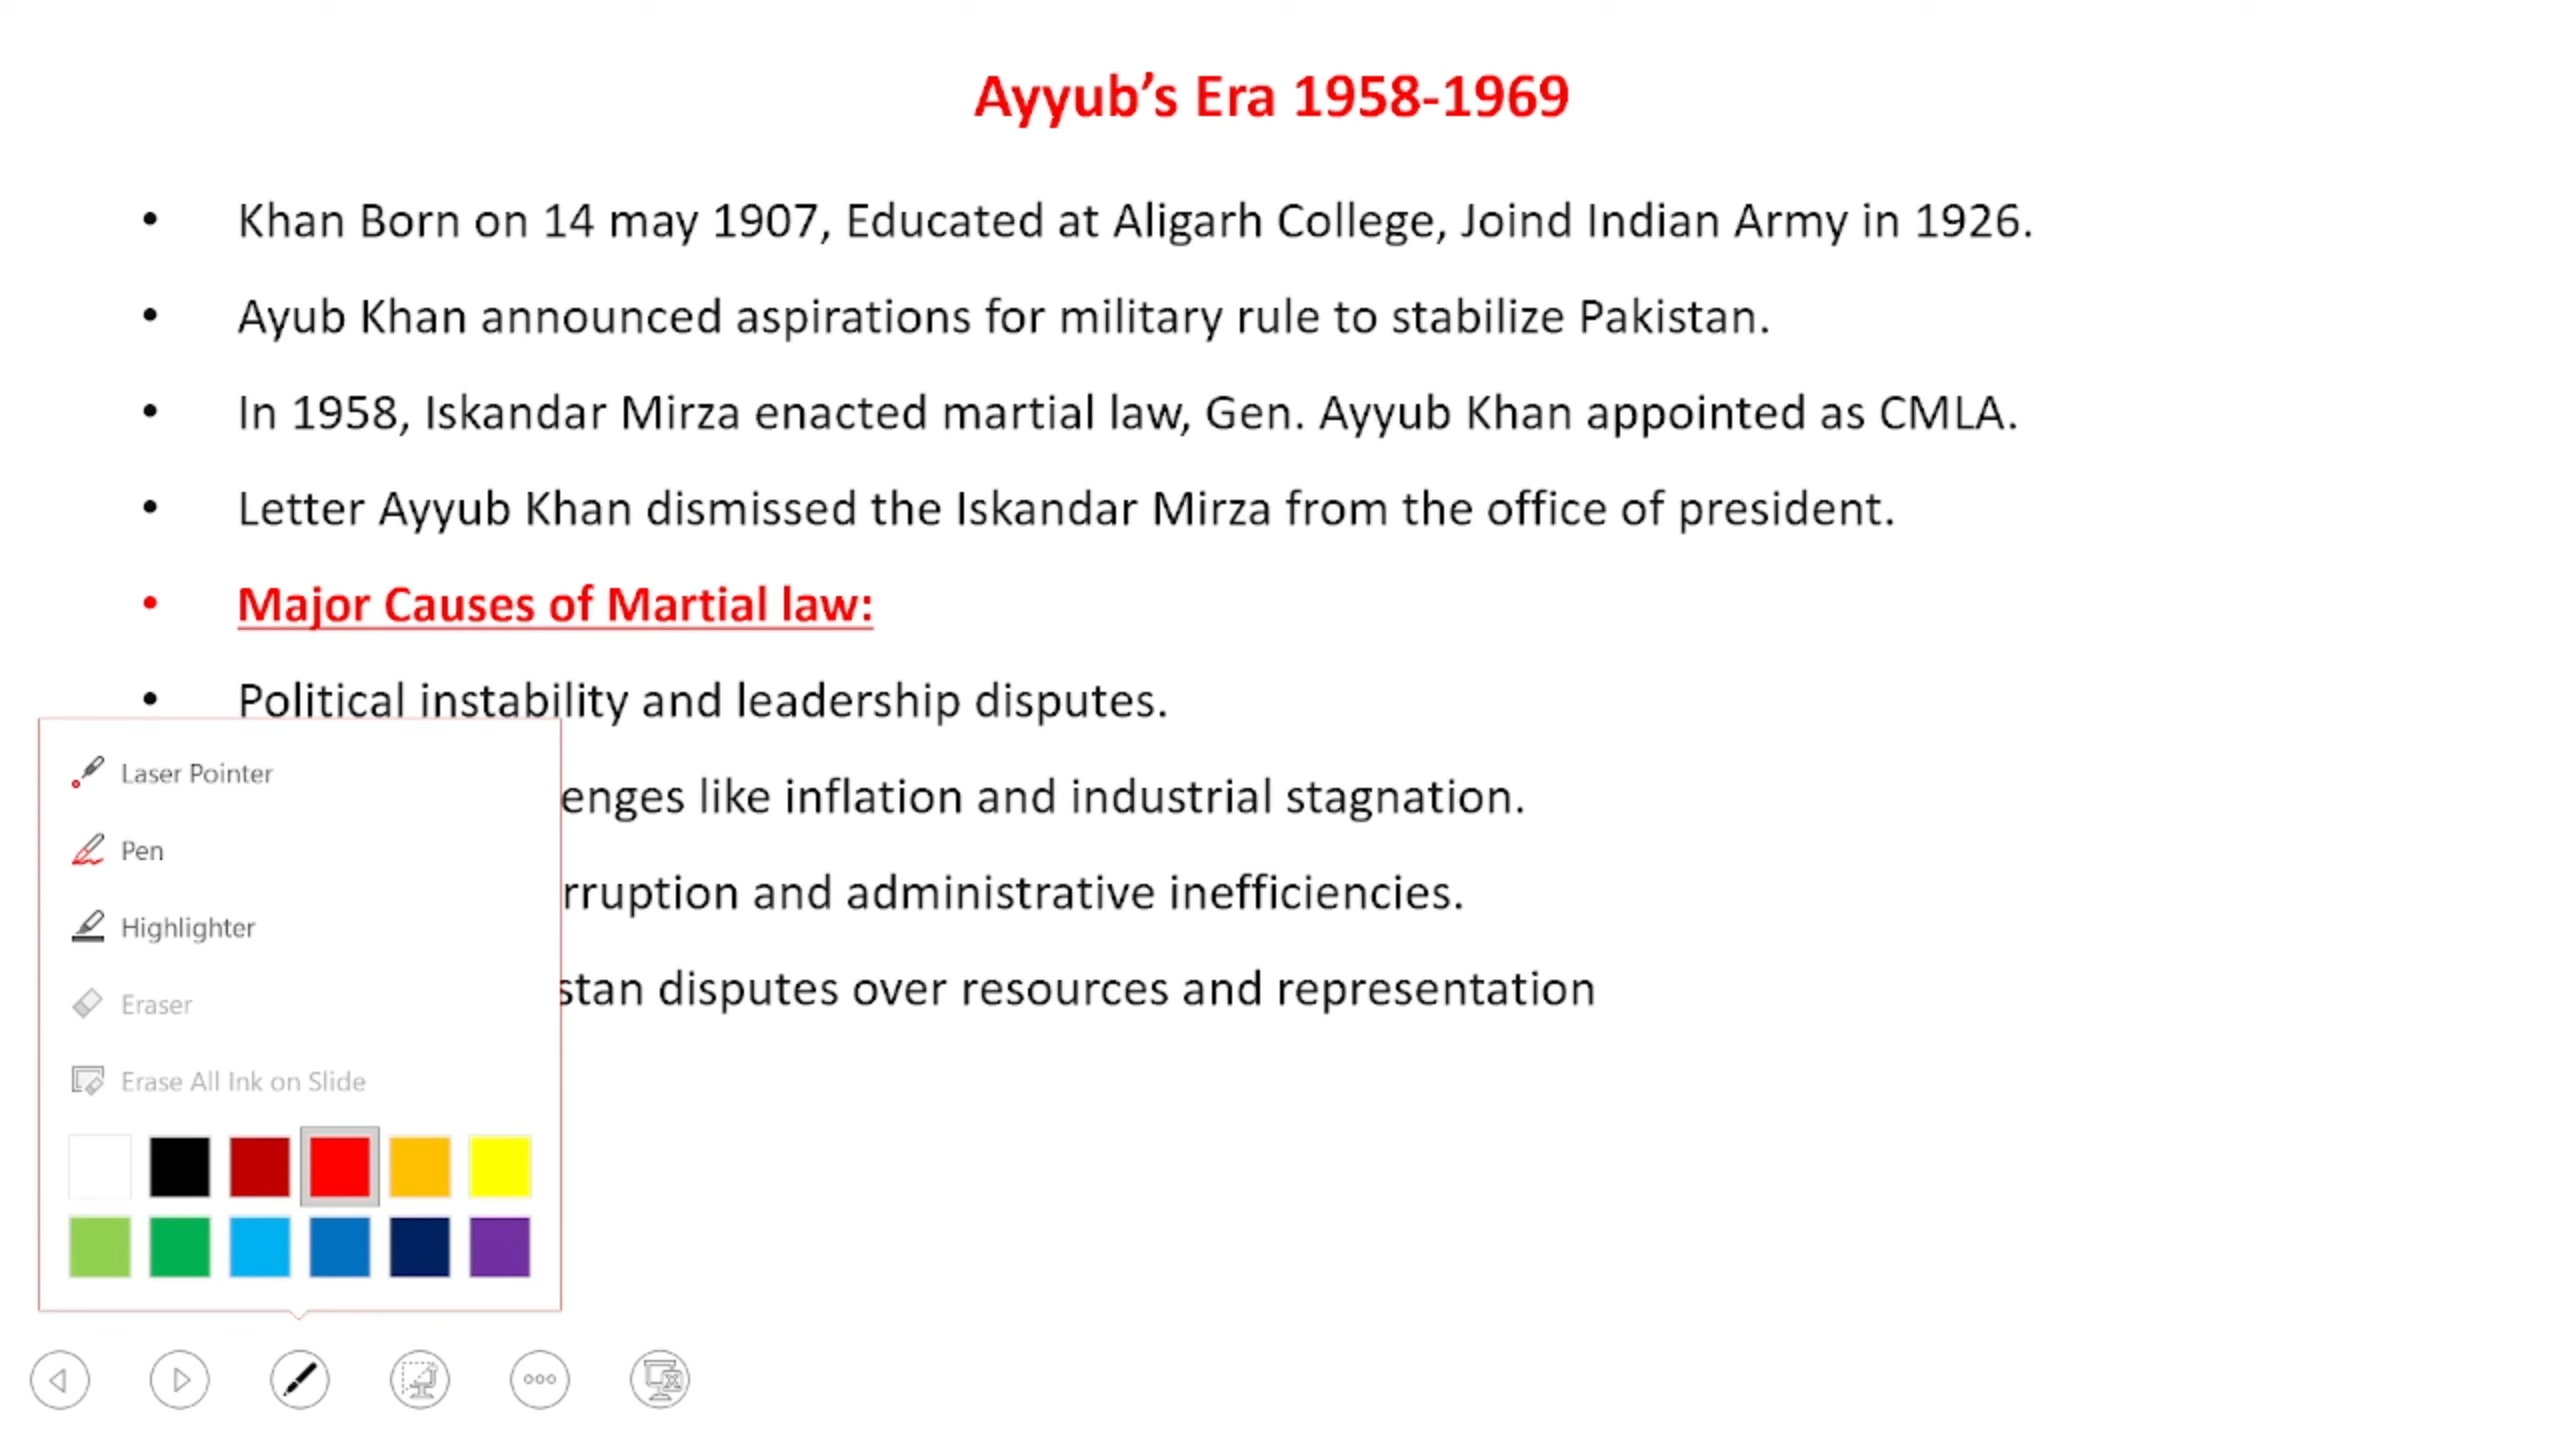 Ayyub’s Era 1958-1969
• Khan Born on 14 may 1907, Educated at Aligarh College, Joind Indian Army in 1926.
• Ayub Khan announced aspirations for military rule to stabilize Pakistan.
• In 1958, Iskandar Mirza enacted martial law, Gen. Ayyub Khan appointed as CMLA.
• Letter Ayyub Khan dismissed the Iskandar Mirza from the office of president.
• Major Causes of Martial law:
• Political instability and leadership disputes.
enges like inflation and industrial stagnation.
rruption and administrative inefficiencies.
stan disputes over resources and representation
Laser Pointer
Pen
Highlighter
Eraser
Erase All Ink on Slide